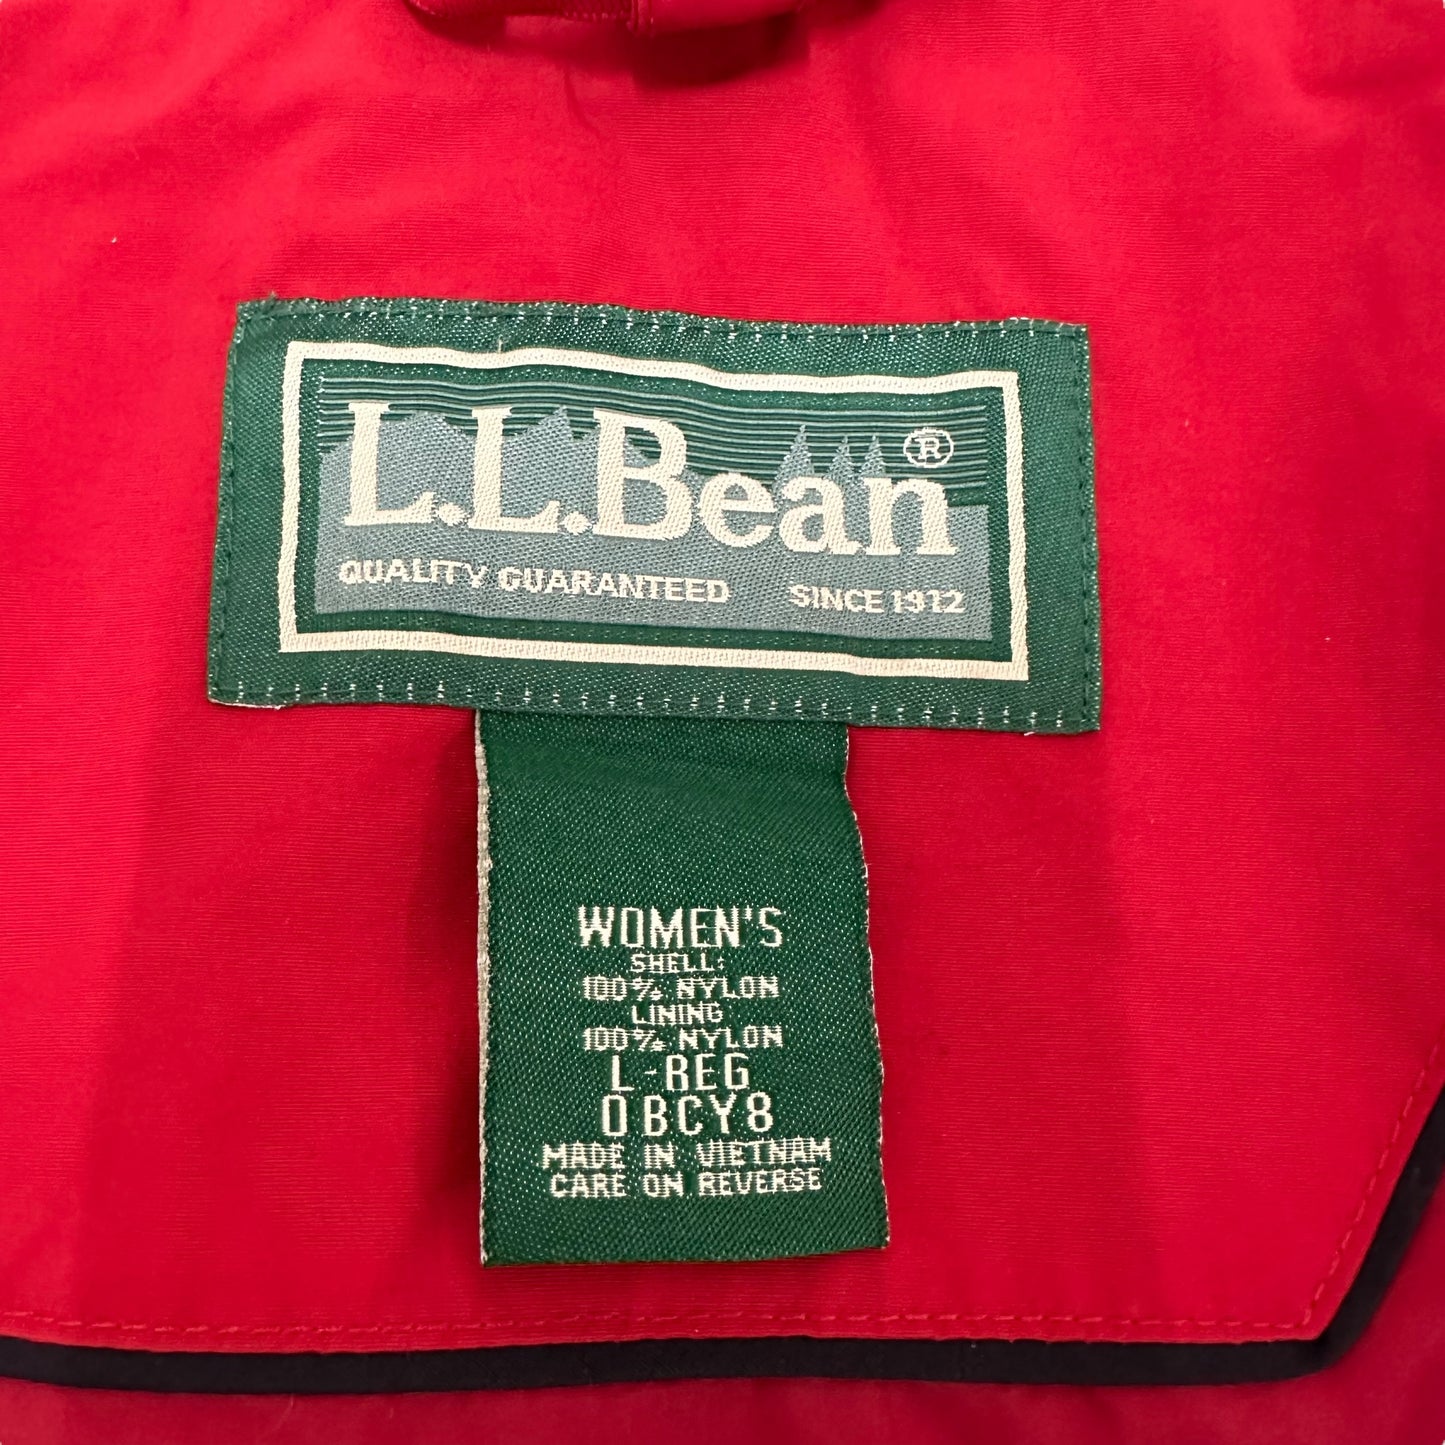 L.L.Bean®
QUALITY GUARANTEED SINCE 1912
WOMEN'S
SHELL:
100% NYLON
LINING
100% NYLON
L-REG
0BCY8
MADE IN VIETNAM
CARE ON REVERSE